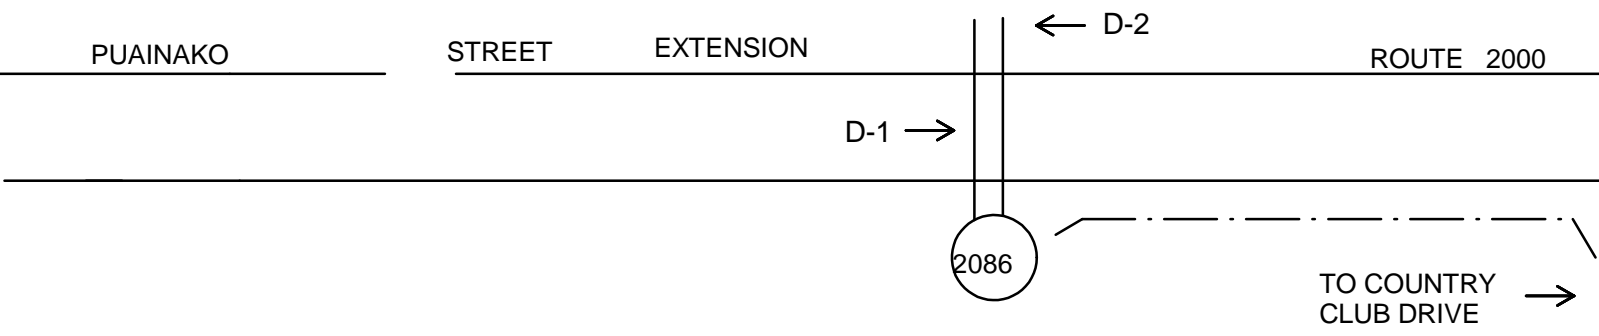 D-2
PUAINAKO STREET EXTENSION ROUTE 2000
D-1
2086
TO COUNTRY
CLUB DRIVE